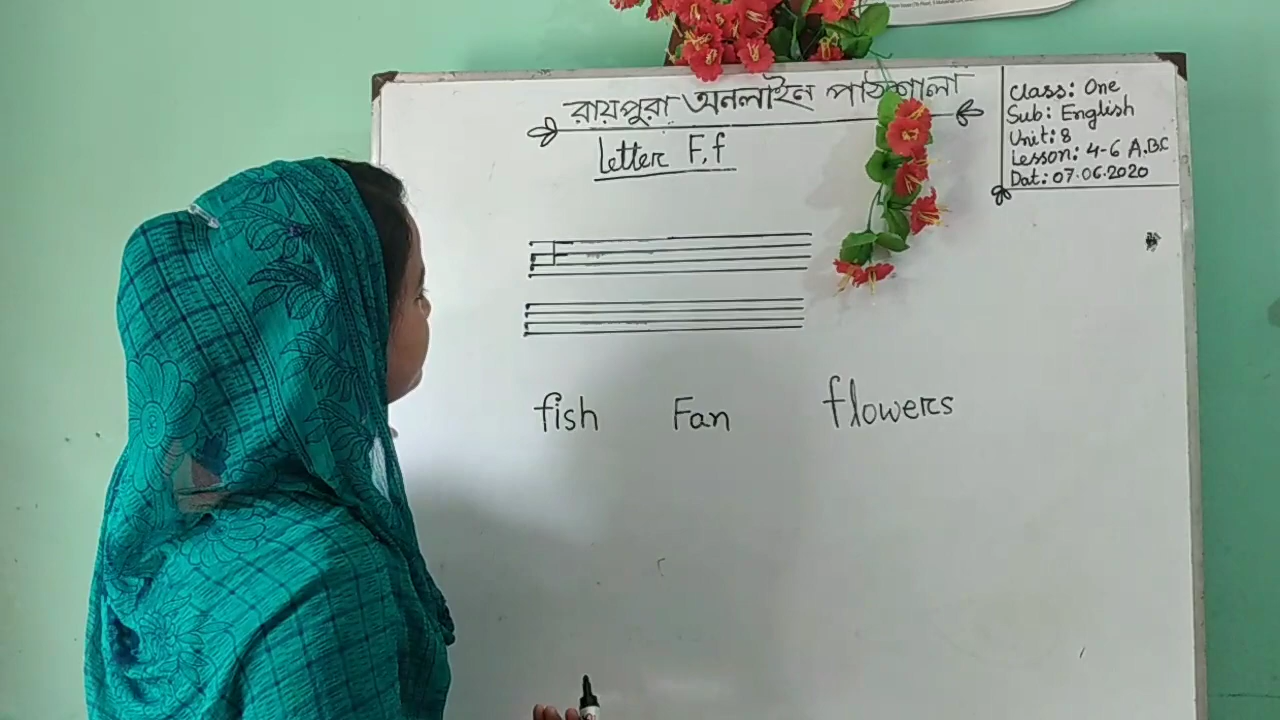 রায়পুরা অনলাইন পাঠশালা
Letter F, f
Class: One
Sub: English
Unit: 8
Lesson: 4-6 A,B,C
Dat: 07.06.2020
F
fish Fan flowers